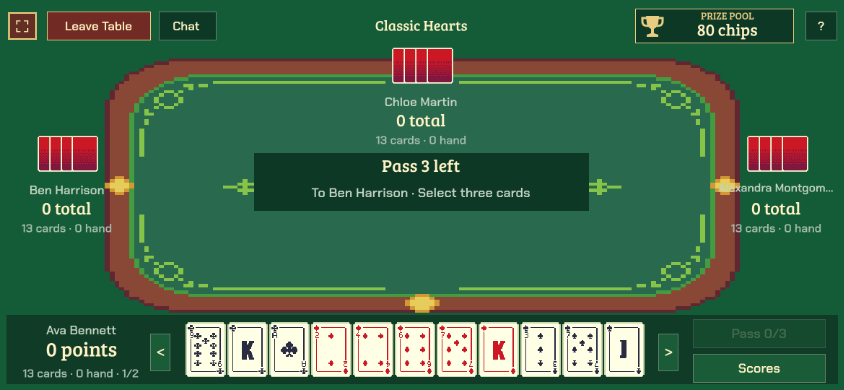 Leave Table
Chat
Classic Hearts
PRIZE POOL
80 chips
?
Chloe Martin
0 total
13 cards · 0 hand
Pass 3 left
To Ben Harrison · Select three cards
Ben Harrison
0 total
13 cards · 0 hand
exandra Montgom...
0 total
13 cards · 0 hand
Ava Bennett
0 points
13 cards · 0 hand · 1/2
<
K
K
>
Pass 0/3
Scores